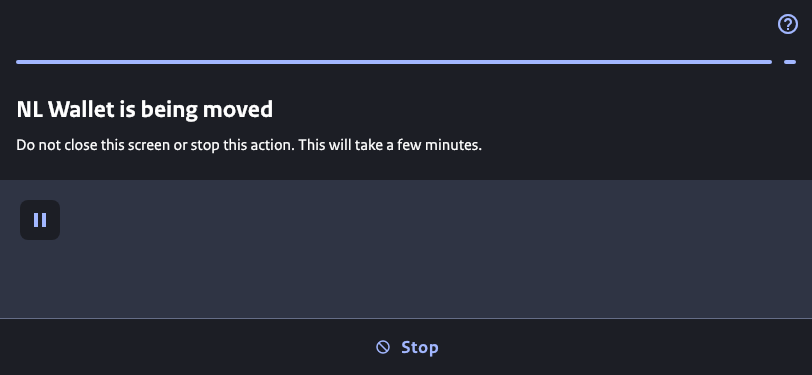 NL Wallet is being moved
Do not close this screen or stop this action. This will take a few minutes.
Stop